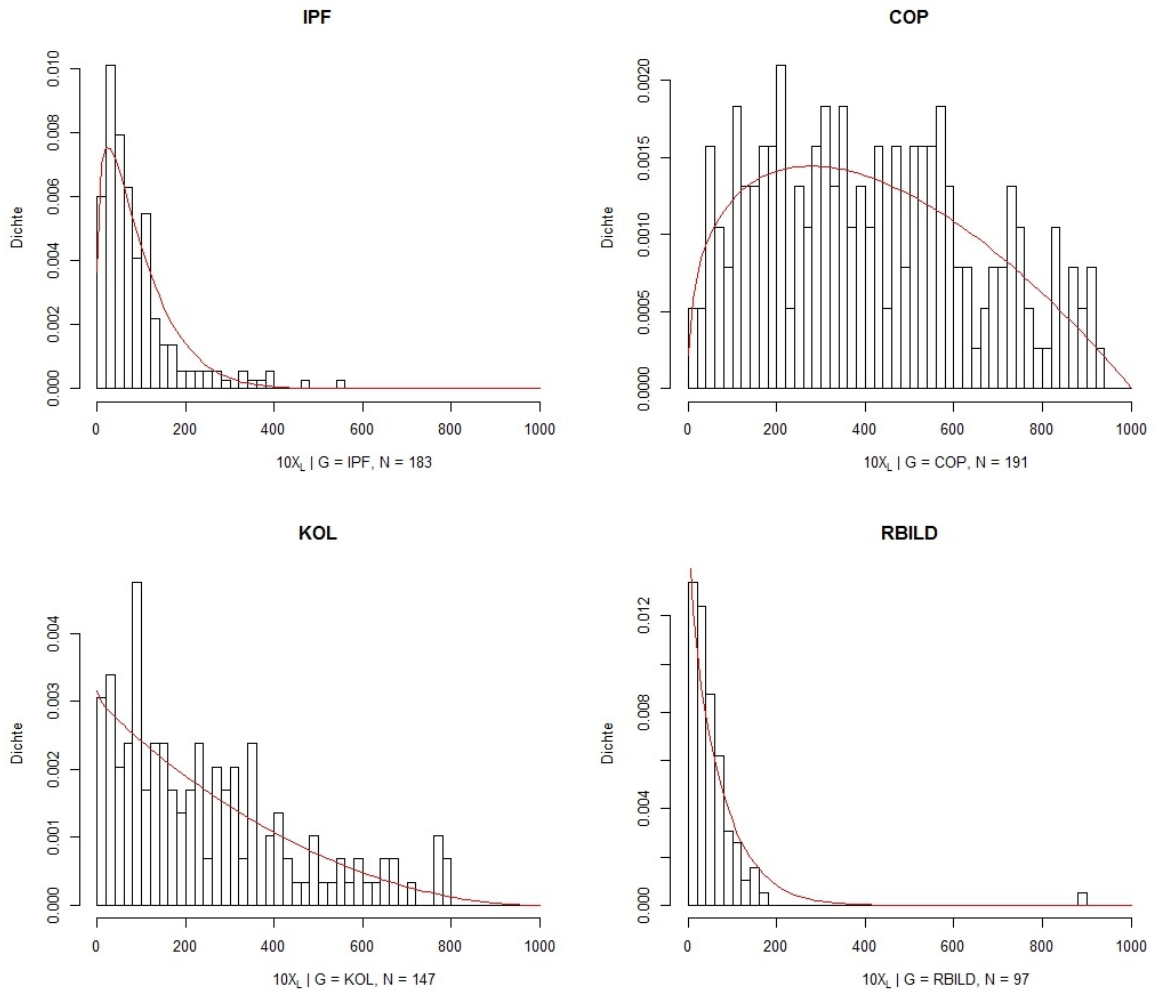 IPF
Dichte
0.000 0.002 0.004 0.006 0.008 0.010
0 200 400 600 800 1000
10X_L | G = IPF, N = 183
COP
Dichte
0.0000 0.0005 0.0010 0.0015 0.0020
0 200 400 600 800 1000
10X_L | G = COP, N = 191
KOL
Dichte
0.000 0.001 0.002 0.003 0.004
0 200 400 600 800 1000
10X_L | G = KOL, N = 147
RBILD
Dichte
0.000 0.004 0.008 0.012
0 200 400 600 800 1000
10X_L | G = RBILD, N = 97